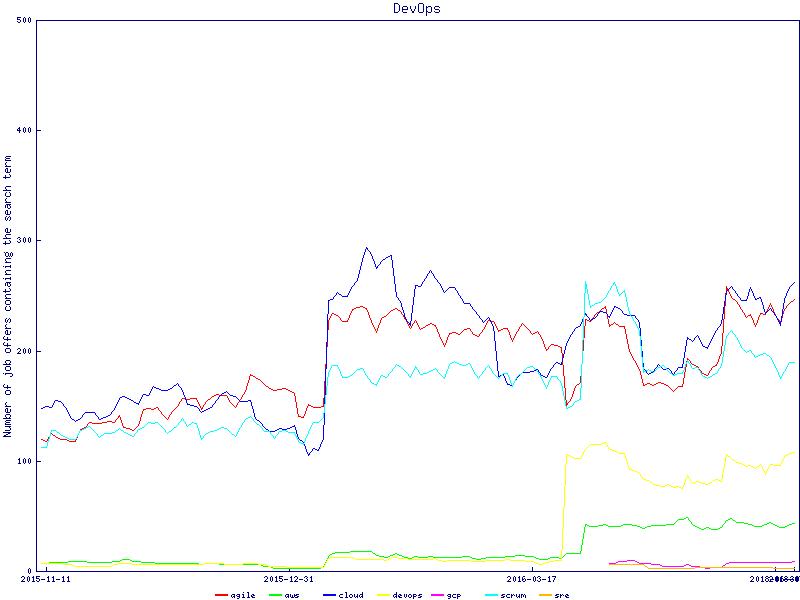 DevOps
Number of job offers containing the search term
500
400
300
200
100
0
2015-11-11 2015-12-31 2016-03-17
agile aws cloud devops gcp scrum sre